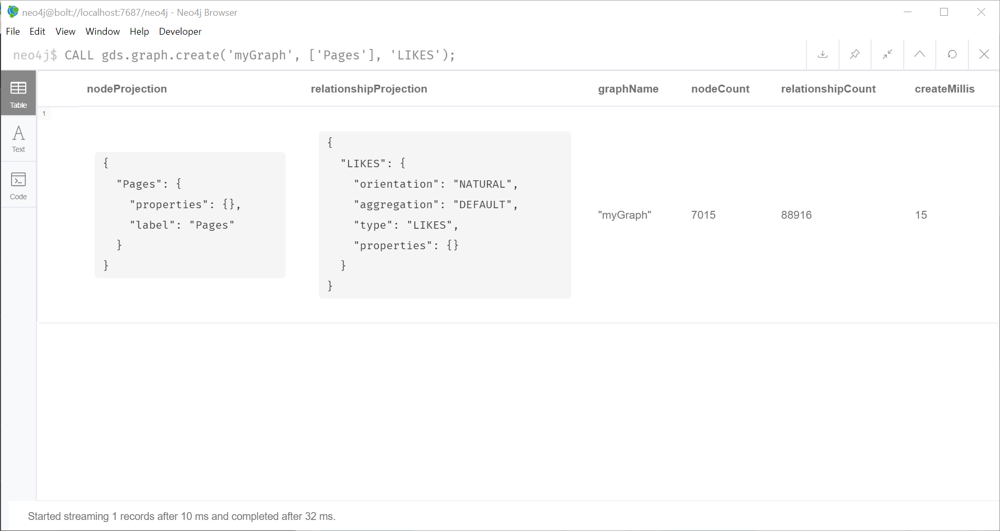 neo4j@bolt://localhost:7687/neo4j - Neo4j Browser
File Edit View Window Help Developer
neo4j$ CALL gds.graph.create('myGraph', ['Pages'], 'LIKES');
Table
Text
Code
nodeProjection relationshipProjection graphName nodeCount relationshipCount createMillis
1
{
  "Pages": {
    "properties": {},
    "label": "Pages"
  }
}
{
  "LIKES": {
    "orientation": "NATURAL",
    "aggregation": "DEFAULT",
    "type": "LIKES",
    "properties": {}
  }
}
"myGraph" 7015 88916 15
Started streaming 1 records after 10 ms and completed after 32 ms.